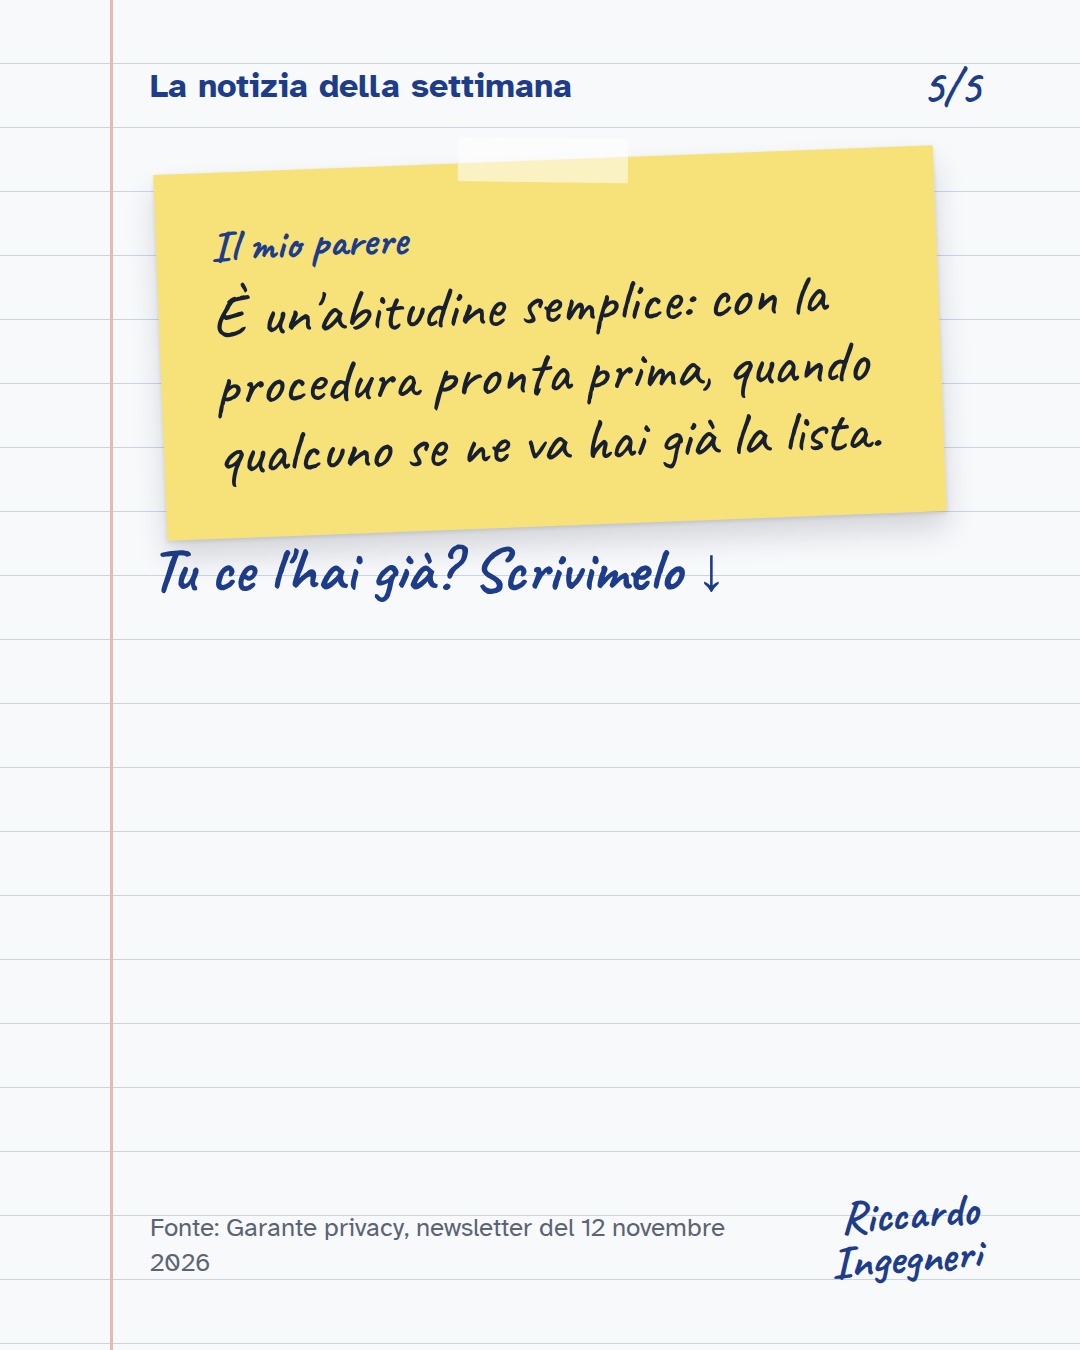 La notizia della settimana
5/5
Il mio parere
È un'abitudine semplice: con la
procedura pronta prima, quando
qualcuno se ne va hai già la lista.
Tu ce l'hai già? Scrivimelo ↓
Fonte: Garante privacy, newsletter del 12 novembre
2026
Riccardo
Ingegneri